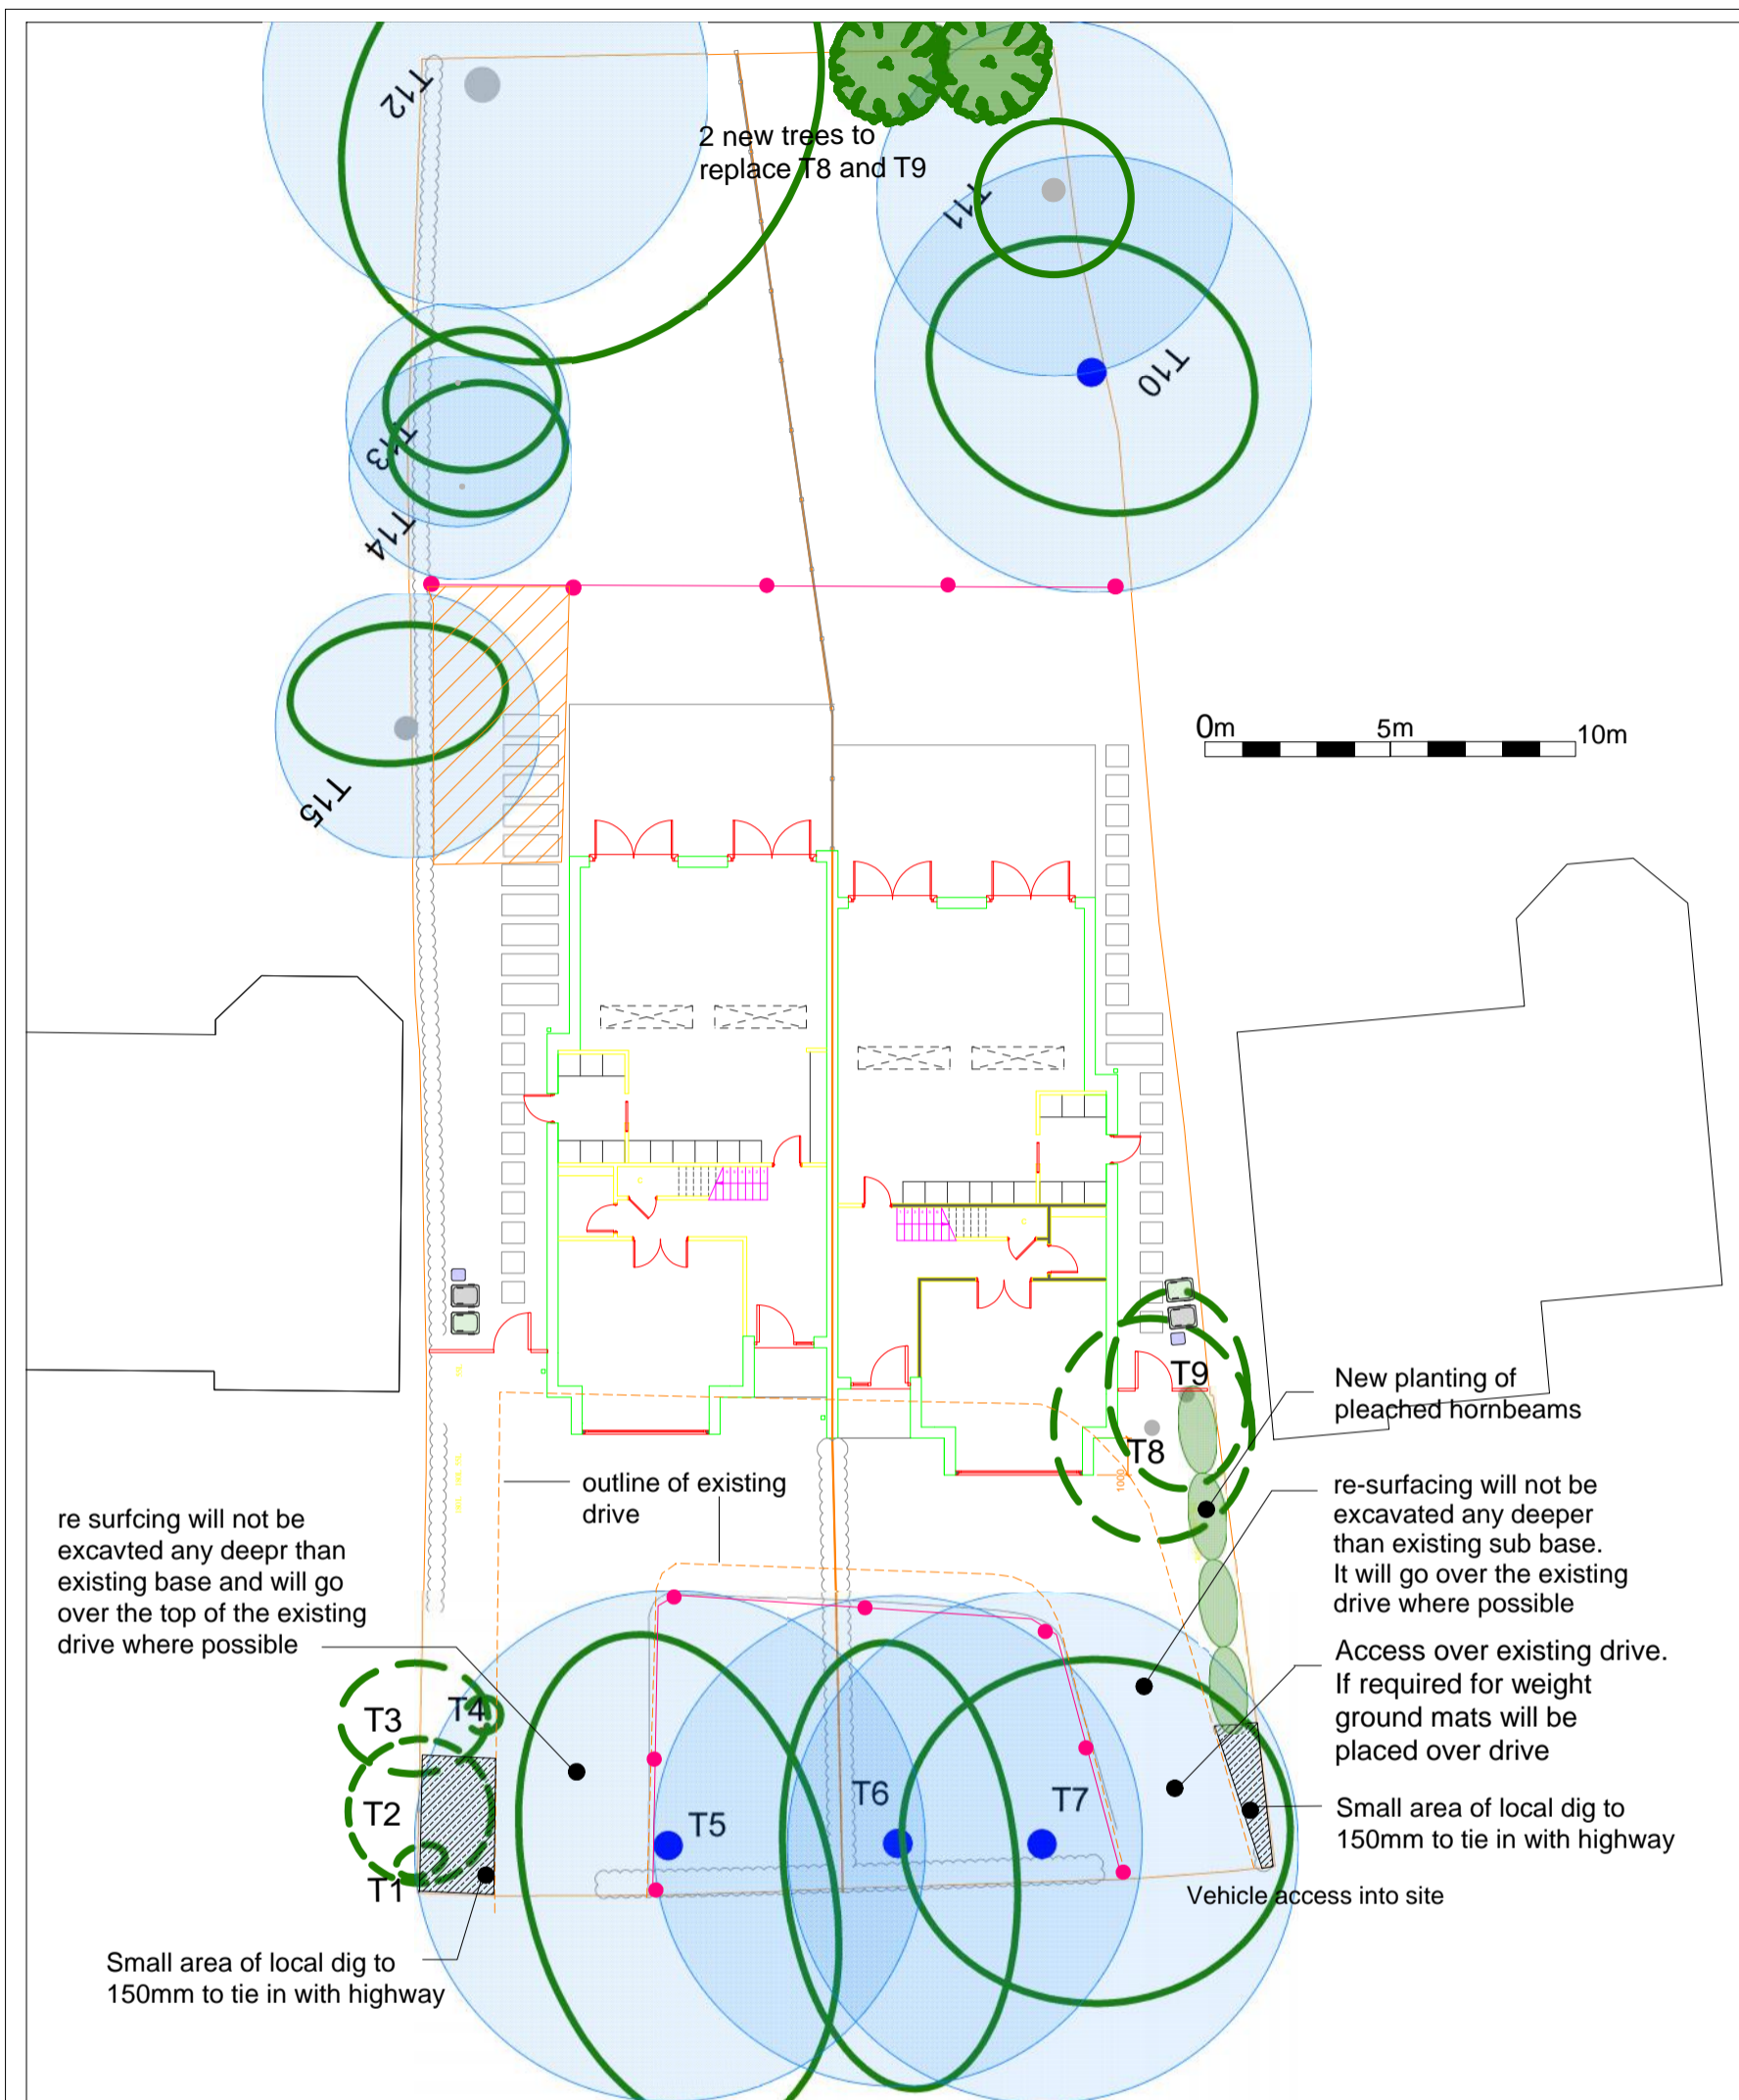 T12
2 new trees to
replace T8 and T9
T11
T10
T13
T14
0m 5m 10m
T15
T9
T8
1000
New planting of
pleached hornbeams
outline of existing
drive
re surfcing will not be
excavted any deepr than
existing base and will go
over the top of the existing
drive where possible
re-surfacing will not be
excavated any deeper
than existing sub base.
It will go over the existing
drive where possible
Access over existing drive.
If required for weight
ground mats will be
placed over drive
T3
T4
T2
T1
T5
T6
T7
Small area of local dig to
150mm to tie in with highway
Vehicle access into site
Small area of local dig to
150mm to tie in with highway